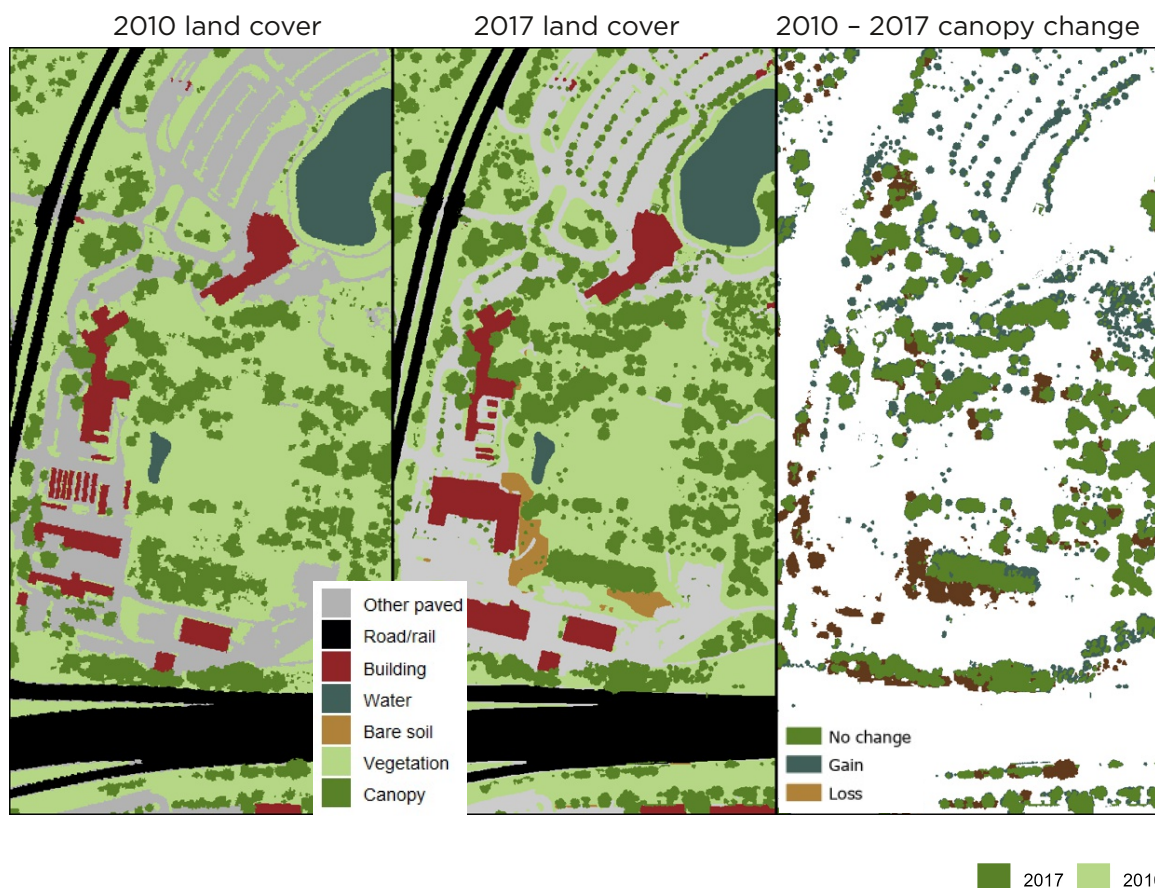 2010 land cover
2017 land cover
2010 – 2017 canopy change
Other paved
Road/rail
Building
Water
Bare soil
Vegetation
Canopy
No change
Gain
Loss
2017